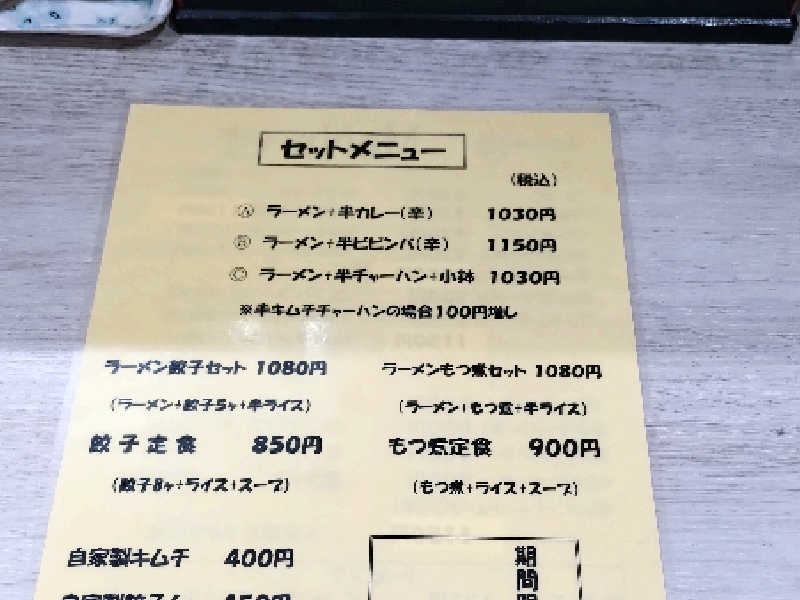 セットメニュー
(税込)
Ⓐ ラーメン+半カレー(辛) 1030円
Ⓑ ラーメン+半ビビンバ(辛) 1150円
Ⓒ ラーメン+半チャーハン+小鉢 1030円
※半キムチチャーハンの場合100円増し
ラーメン餃子セット 1080円
(ラーメン+餃子5ヶ+半ライス)
餃子定食 850円
(餃子8ヶ+ライス+スープ)
ラーメンもつ煮セット 1080円
(ラーメン+もつ煮+半ライス)
もつ煮定食 900円
(もつ煮+ライス+スープ)
自家製キムチ 400円
期間